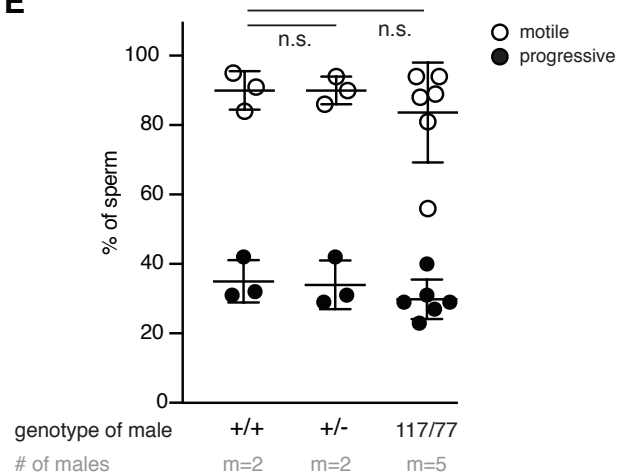 E
n.s.
n.s.
motile
progressive
% of sperm
100
80
60
40
20
0
genotype of male +/+ +/- 117/77
# of males m=2 m=2 m=5